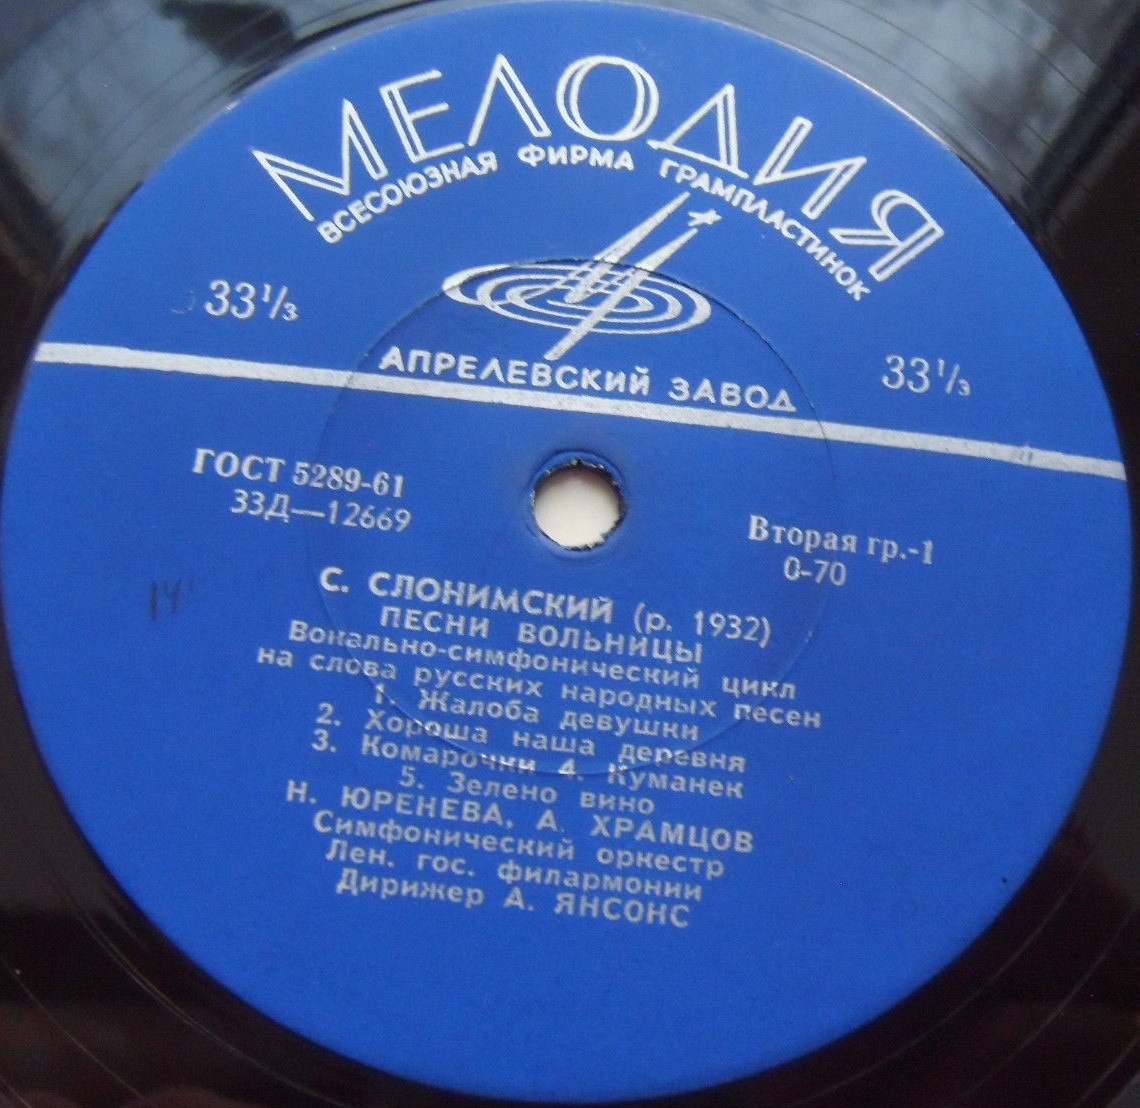 МЕЛОДИЯ
ВСЕСОЮЗНАЯ ФИРМА ГРАМПЛАСТИНОК
33⅓
33⅓
АПРЕЛЕВСКИЙ ЗАВОД
ГОСТ 5289-61
33Д—12669
Вторая гр.-1
0-70
14'
С. СЛОНИМСКИЙ (р. 1932)
ПЕСНИ ВОЛЬНИЦЫ
Вокально-симфонический цикл
на слова русских народных песен
1. Жалоба девушки
2. Хороша наша деревня
3. Комарочки 4. Куманек
5. Зелено вино
Н. ЮРЕНЕВА, А. ХРАМЦОВ
Симфонический оркестр
Лен. гос. филармонии
Дирижер А. ЯНСОНС